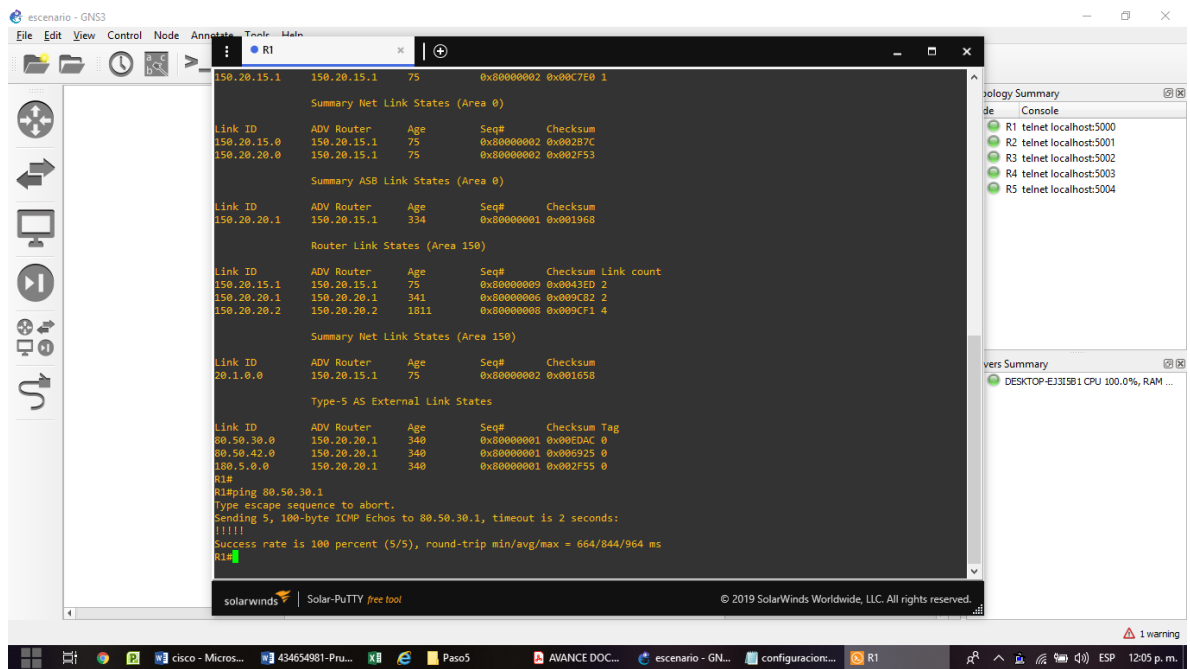 escenario - GNS3
File Edit View Control Node Annotate Tools Help
R1
150.20.15.1 150.20.15.1 75 0x80000002 0x00C7E0 1
Summary Net Link States (Area 0)
Link ID ADV Router Age Seq# Checksum
150.20.15.0 150.20.15.1 75 0x80000002 0x002B7C
150.20.20.0 150.20.15.1 75 0x80000002 0x002F53
Summary ASB Link States (Area 0)
Link ID ADV Router Age Seq# Checksum
150.20.20.1 150.20.15.1 334 0x80000001 0x001968
Router Link States (Area 150)
Link ID ADV Router Age Seq# Checksum Link count
150.20.15.1 150.20.15.1 75 0x80000009 0x0043ED 2
150.20.20.1 150.20.20.1 341 0x80000006 0x009C82 2
150.20.20.2 150.20.20.2 1811 0x80000008 0x009CF1 4
Summary Net Link States (Area 150)
Link ID ADV Router Age Seq# Checksum
20.1.0.0 150.20.15.1 75 0x80000002 0x001658
Type-5 AS External Link States
Link ID ADV Router Age Seq# Checksum Tag
80.50.30.0 150.20.20.1 340 0x80000001 0x00EDAC 0
80.50.42.0 150.20.20.1 340 0x80000001 0x006925 0
180.5.0.0 150.20.20.1 340 0x80000001 0x002F55 0
R1#
R1#ping 80.50.30.1
Type escape sequence to abort.
Sending 5, 100-byte ICMP Echos to 80.50.30.1, timeout is 2 seconds:
!!!!!
Success rate is 100 percent (5/5), round-trip min/avg/max = 664/844/964 ms
R1#
solarwinds Solar-PuTTY free tool © 2019 SolarWinds Worldwide, LLC. All rights reserved.
pology Summary
de Console
R1 telnet localhost:5000
R2 telnet localhost:5001
R3 telnet localhost:5002
R4 telnet localhost:5003
R5 telnet localhost:5004
vers Summary
DESKTOP-EJ3I5B1 CPU 100.0%, RAM ...
1 warning
cisco - Micros... 434654981-Pru... Paso5 AVANCE DOC... escenario - GN... configuracion:... R1 ESP 12:05 p. m.